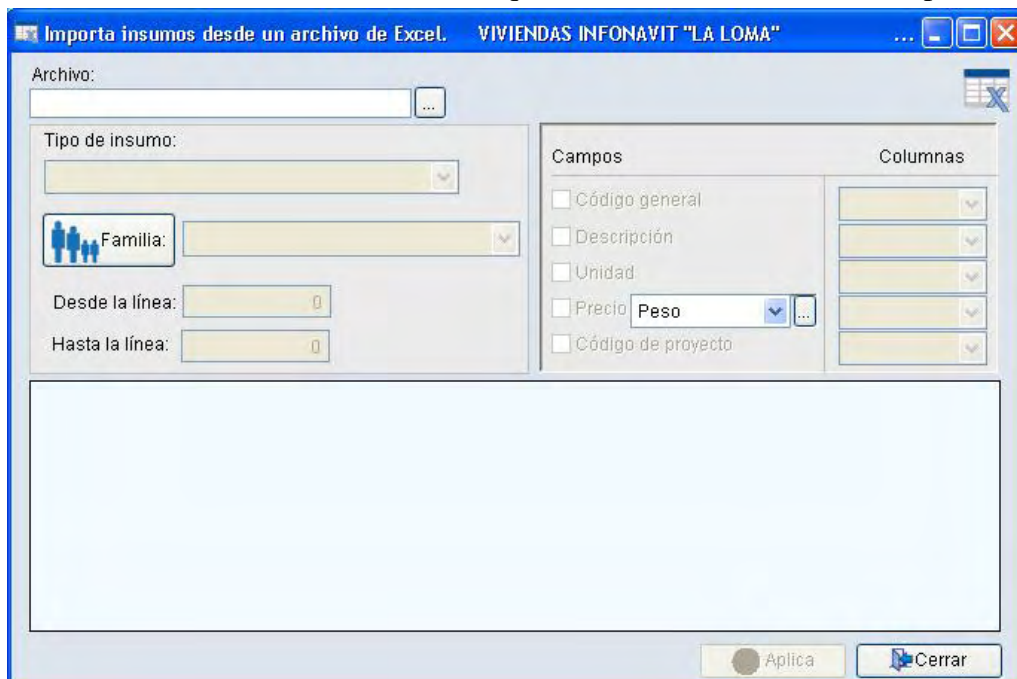 Importa insumos desde un archivo de Excel. VIVIENDAS INFONAVIT "LA LOMA" ...
Archivo:
...
Tipo de insumo:
Familia:
Desde la línea: 0
Hasta la línea: 0
Campos Columnas
Código general
Descripción
Unidad
Precio Peso ...
Código de proyecto
Aplica Cerrar